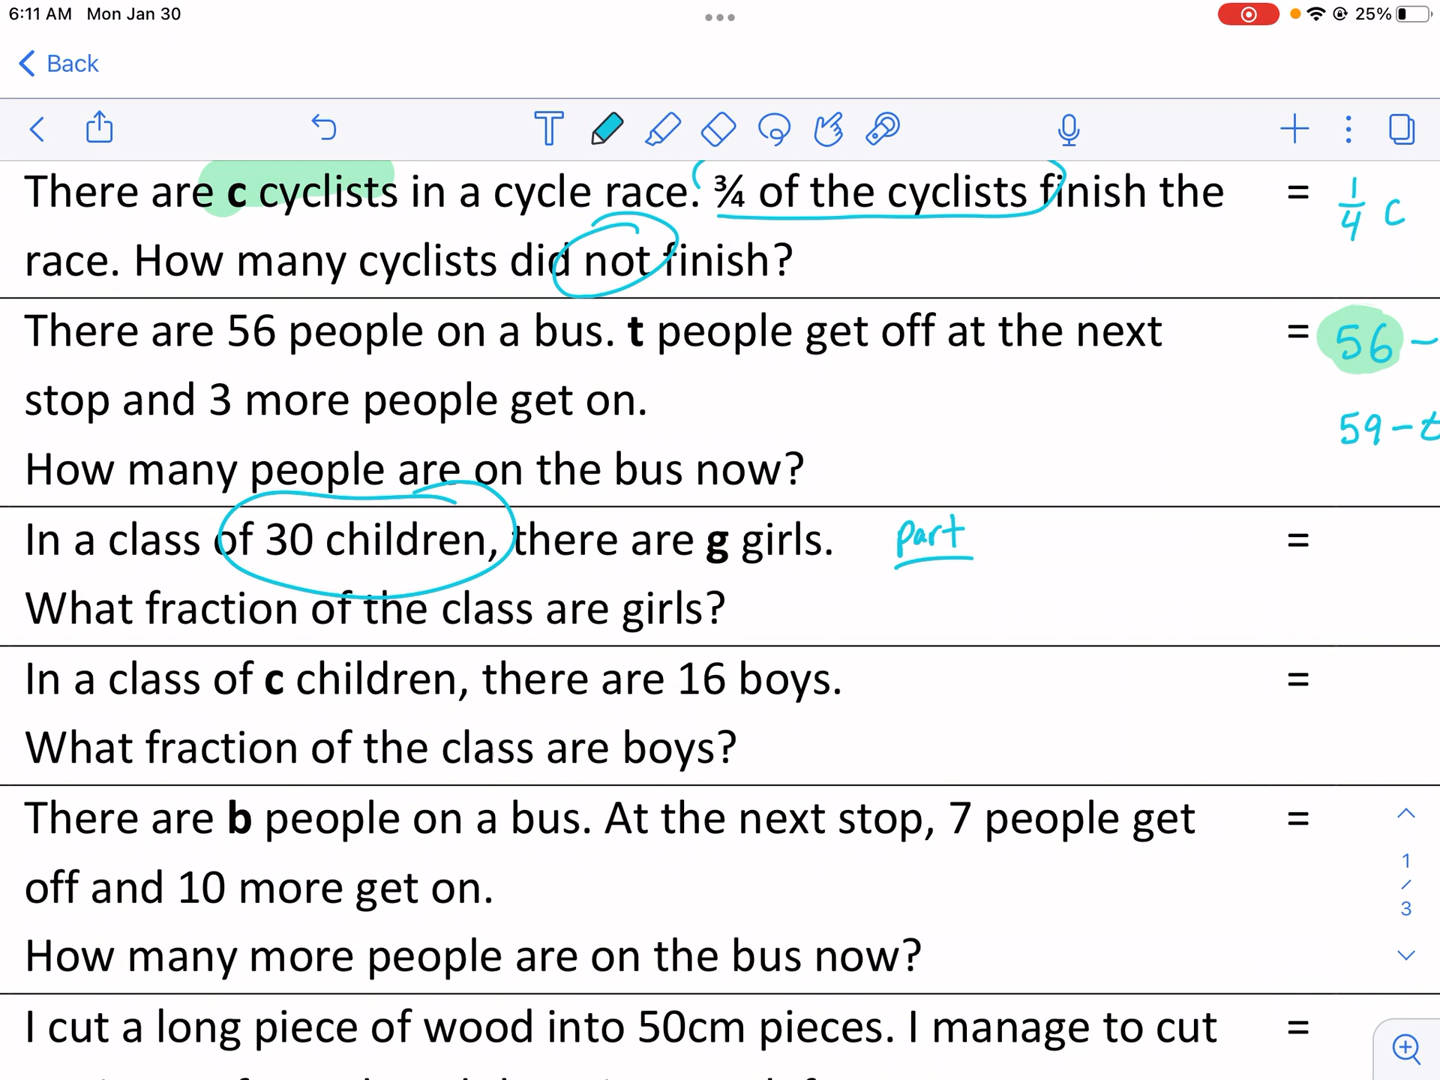 6:11 AM Mon Jan 30
25%
Back
There are c cyclists in a cycle race. ¾ of the cyclists finish the
race. How many cyclists did not finish?
= 1/4 c
There are 56 people on a bus. t people get off at the next
stop and 3 more people get on.
How many people are on the bus now?
= 56 -
59 - t
In a class of 30 children, there are g girls. part =
What fraction of the class are girls?
In a class of c children, there are 16 boys. =
What fraction of the class are boys?
There are b people on a bus. At the next stop, 7 people get =
off and 10 more get on.
How many more people are on the bus now?
1
/
3
I cut a long piece of wood into 50cm pieces. I manage to cut =